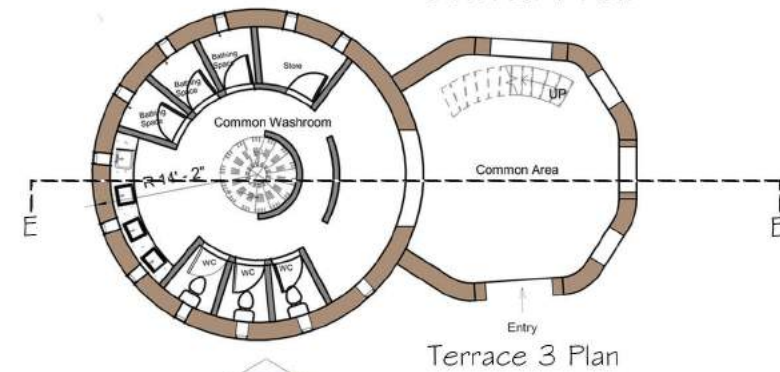 Bathing
Space
Bathing
Space
Bathing
Space
Store
UP
Common Washroom
Common Area
R 14' - 2"
E
E
WC
WC
WC
Entry
Terrace 3 Plan